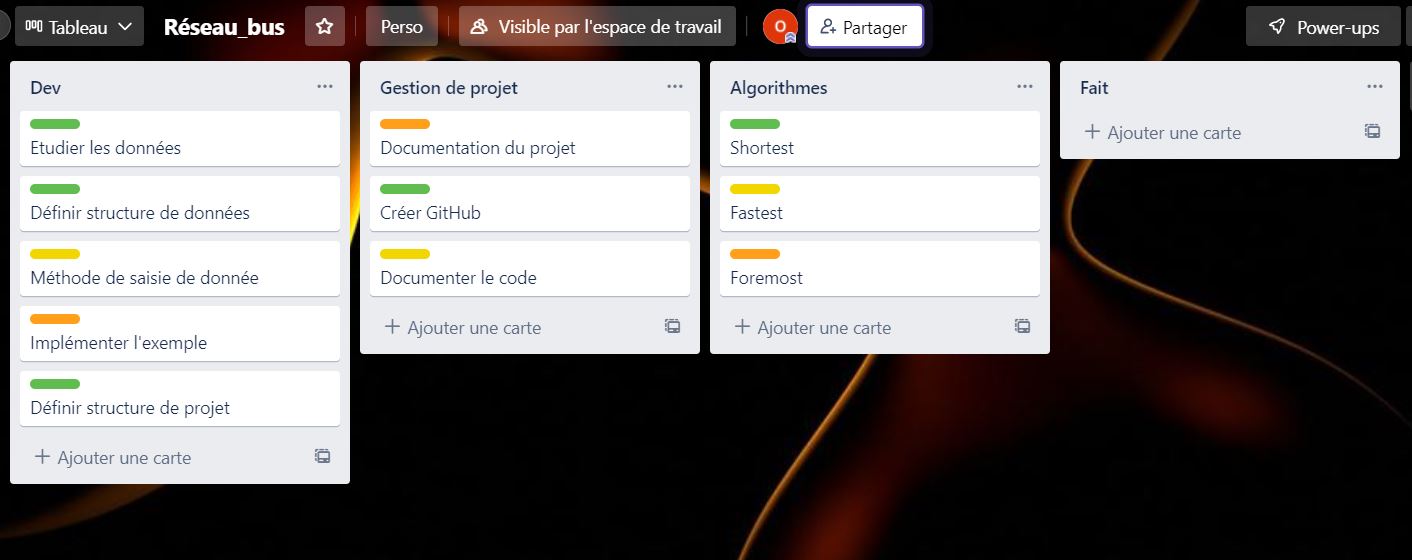 Tableau
Réseau_bus
Perso
Visible par l'espace de travail
O
Partager
Power-ups
Dev
Etudier les données
Définir structure de données
Méthode de saisie de donnée
Implémenter l'exemple
Définir structure de projet
Ajouter une carte
Gestion de projet
Documentation du projet
Créer GitHub
Documenter le code
Ajouter une carte
Algorithmes
Shortest
Fastest
Foremost
Ajouter une carte
Fait
Ajouter une carte